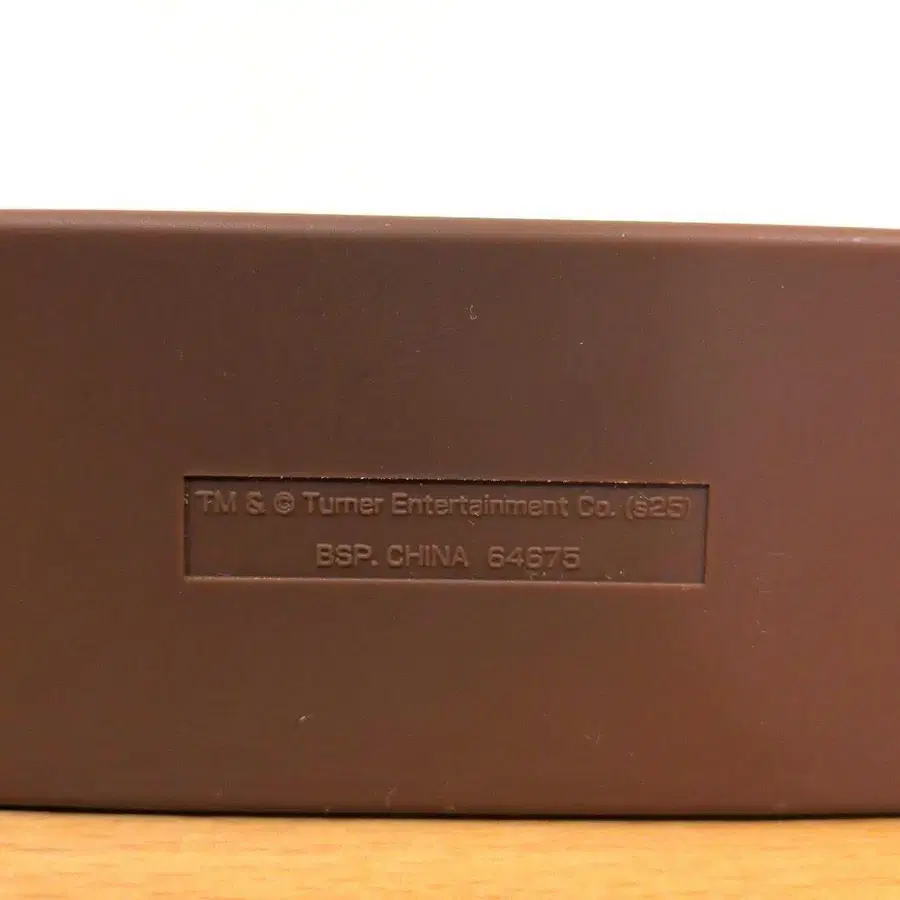 TM & © Turner Entertainment Co. (s25)
BSP. CHINA 64675